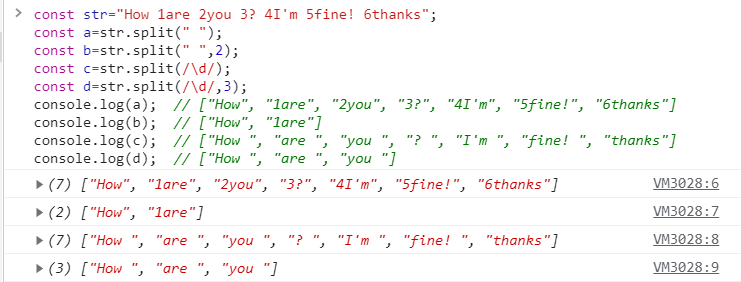 > const str="How 1are 2you 3? 4I'm 5fine! 6thanks";
const a=str.split(" ");
const b=str.split(" ",2);
const c=str.split(/\d/);
const d=str.split(/\d/,3);
console.log(a);  // ["How", "1are", "2you", "3?", "4I'm", "5fine!", "6thanks"]
console.log(b);  // ["How", "1are"]
console.log(c);  // ["How ", "are ", "you ", "? ", "I'm ", "fine! ", "thanks"]
console.log(d);  // ["How ", "are ", "you "]
▶(7) ["How", "1are", "2you", "3?", "4I'm", "5fine!", "6thanks"] VM3028:6
▶(2) ["How", "1are"] VM3028:7
▶(7) ["How ", "are ", "you ", "? ", "I'm ", "fine! ", "thanks"] VM3028:8
▶(3) ["How ", "are ", "you "] VM3028:9